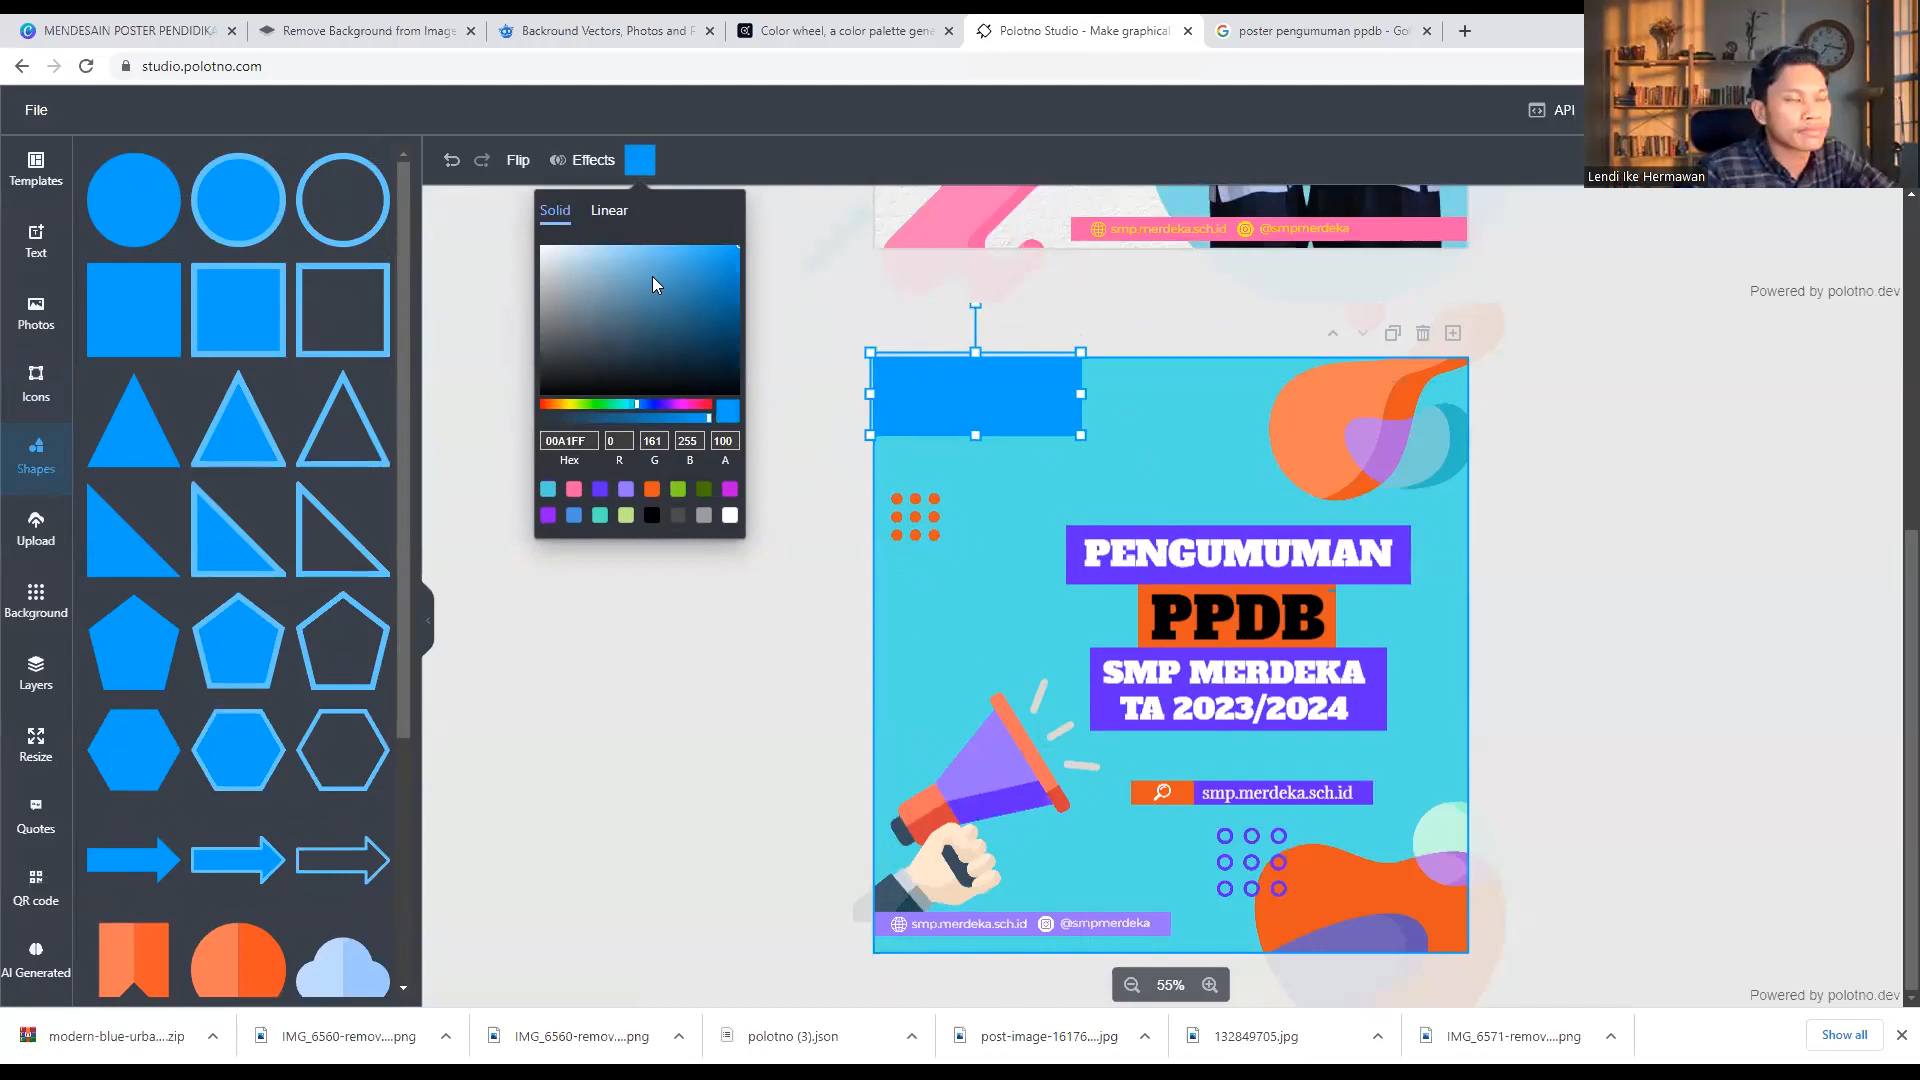 MENDESAIN POSTER PENDIDIKA
Remove Background from Image
Backround Vectors, Photos and F
Color wheel, a color palette gene
Polotno Studio - Make graphical
poster pengumuman ppdb - Go
studio.polotno.com
File
API
Lendi Ike Hermawan
Templates
Text
Photos
Icons
Shapes
Upload
Background
Layers
Resize
Quotes
QR code
AI Generated
Flip
Effects
Solid
Linear
00A1FF
0
161
255
100
Hex
R
G
B
A
smp.merdeka.sch.id
@smpmerdeka
Powered by polotno.dev
PENGUMUMAN
PPDB
SMP MERDEKA
TA 2023/2024
smp.merdeka.sch.id
smp.merdeka.sch.id
@smpmerdeka
55%
Powered by polotno.dev
modern-blue-urba....zip
IMG_6560-remov....png
IMG_6560-remov....png
polotno (3).json
post-image-16176....jpg
132849705.jpg
IMG_6571-remov....png
Show all